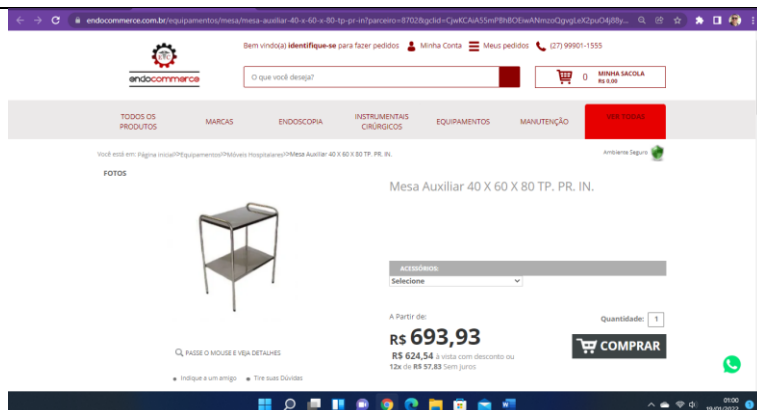 endocommerce.com.br/equipamentos/mesa/mesa-auxiliar-40-x-60-x-80-tp-pr-in?parceiro=8702&gclid=
Bem vindo(a) identifique-se para fazer pedidos Minha Conta Meus pedidos (27) 99901-1555
endocommerce
O que você deseja?
0 MINHA SACOLA
R$ 0,00
TODOS OS PRODUTOS
MARCAS
ENDOSCOPIA
INSTRUMENTAIS CIRÚRGICOS
EQUIPAMENTOS
MANUTENÇÃO
VER TODAS
Você está em: Página inicial Equipamentos Móveis Hospitalares Mesa Auxiliar 40 X 60 X 80 TP. PR. IN.
Ambiente Seguro
FOTOS
Mesa Auxiliar 40 X 60 X 80 TP. PR. IN.
ACESSÓRIOS:
Selecione
A Partir de:
Quantidade: 1
R$ 693,93
COMPRAR
R$ 624,54 à vista com desconto ou
12x de R$ 57,83 Sem juros
PASSE O MOUSE E VEJA DETALHES
Indique a um amigo Tire suas Dúvidas
01:00
19/01/2022